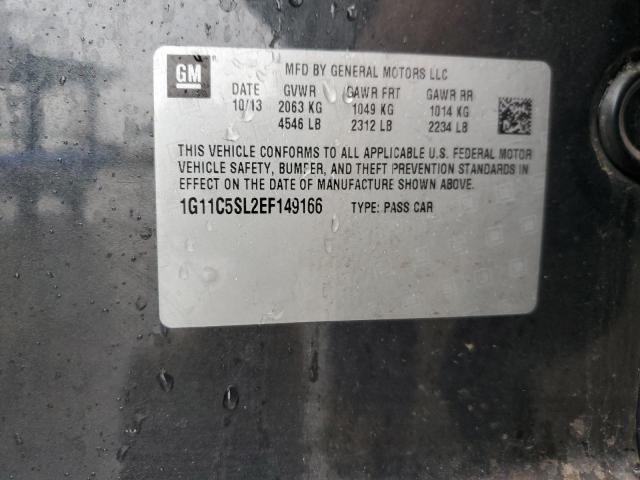 GM
MFD BY GENERAL MOTORS LLC
DATE GVWR GAWR FRT GAWR RR
10/13 2063 KG 1049 KG 1014 KG
4546 LB 2312 LB 2234 LB
THIS VEHICLE CONFORMS TO ALL APPLICABLE U.S. FEDERAL MOTOR
VEHICLE SAFETY, BUMPER, AND THEFT PREVENTION STANDARDS IN
EFFECT ON THE DATE OF MANUFACTURE SHOWN ABOVE.
1G11C5SL2EF149166 TYPE: PASS CAR